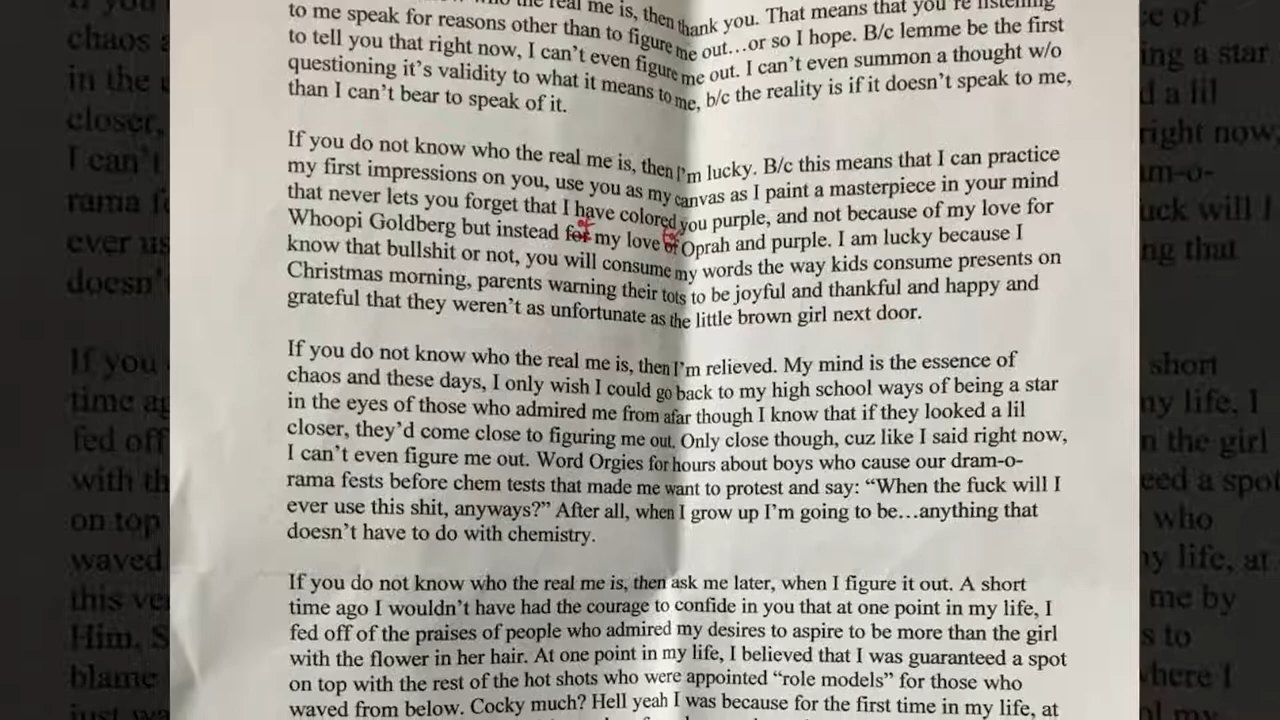 the real me is, then thank you. That means that you're listening
to me speak for reasons other than to figure me out…or so I hope. B/c lemme be the first
to tell you that right now, I can't even figure me out. I can't even summon a thought w/o
questioning it's validity to what it means to me, b/c the reality is if it doesn't speak to me,
than I can't bear to speak of it.
If you do not know who the real me is, then I'm lucky. B/c this means that I can practice
my first impressions on you, use you as my canvas as I paint a masterpiece in your mind
that never lets you forget that I have colored you purple, and not because of my love for
Whoopi Goldberg but instead for of my love of for Oprah and purple. I am lucky because I
know that bullshit or not, you will consume my words the way kids consume presents on
Christmas morning, parents warning their tots to be joyful and thankful and happy and
grateful that they weren't as unfortunate as the little brown girl next door.
If you do not know who the real me is, then I'm relieved. My mind is the essence of
chaos and these days, I only wish I could go back to my high school ways of being a star
in the eyes of those who admired me from afar though I know that if they looked a lil
closer, they'd come close to figuring me out. Only close though, cuz like I said right now,
I can't even figure me out. Word Orgies for hours about boys who cause our dram-o-
rama fests before chem tests that made me want to protest and say: “When the fuck will I
ever use this shit, anyways?” After all, when I grow up I'm going to be…anything that
doesn't have to do with chemistry.
If you do not know who the real me is, then ask me later, when I figure it out. A short
time ago I wouldn't have had the courage to confide in you that at one point in my life, I
fed off of the praises of people who admired my desires to aspire to be more than the girl
with the flower in her hair. At one point in my life, I believed that I was guaranteed a spot
on top with the rest of the hot shots who were appointed “role models” for those who
waved from below. Cocky much? Hell yeah I was because for the first time in my life, at